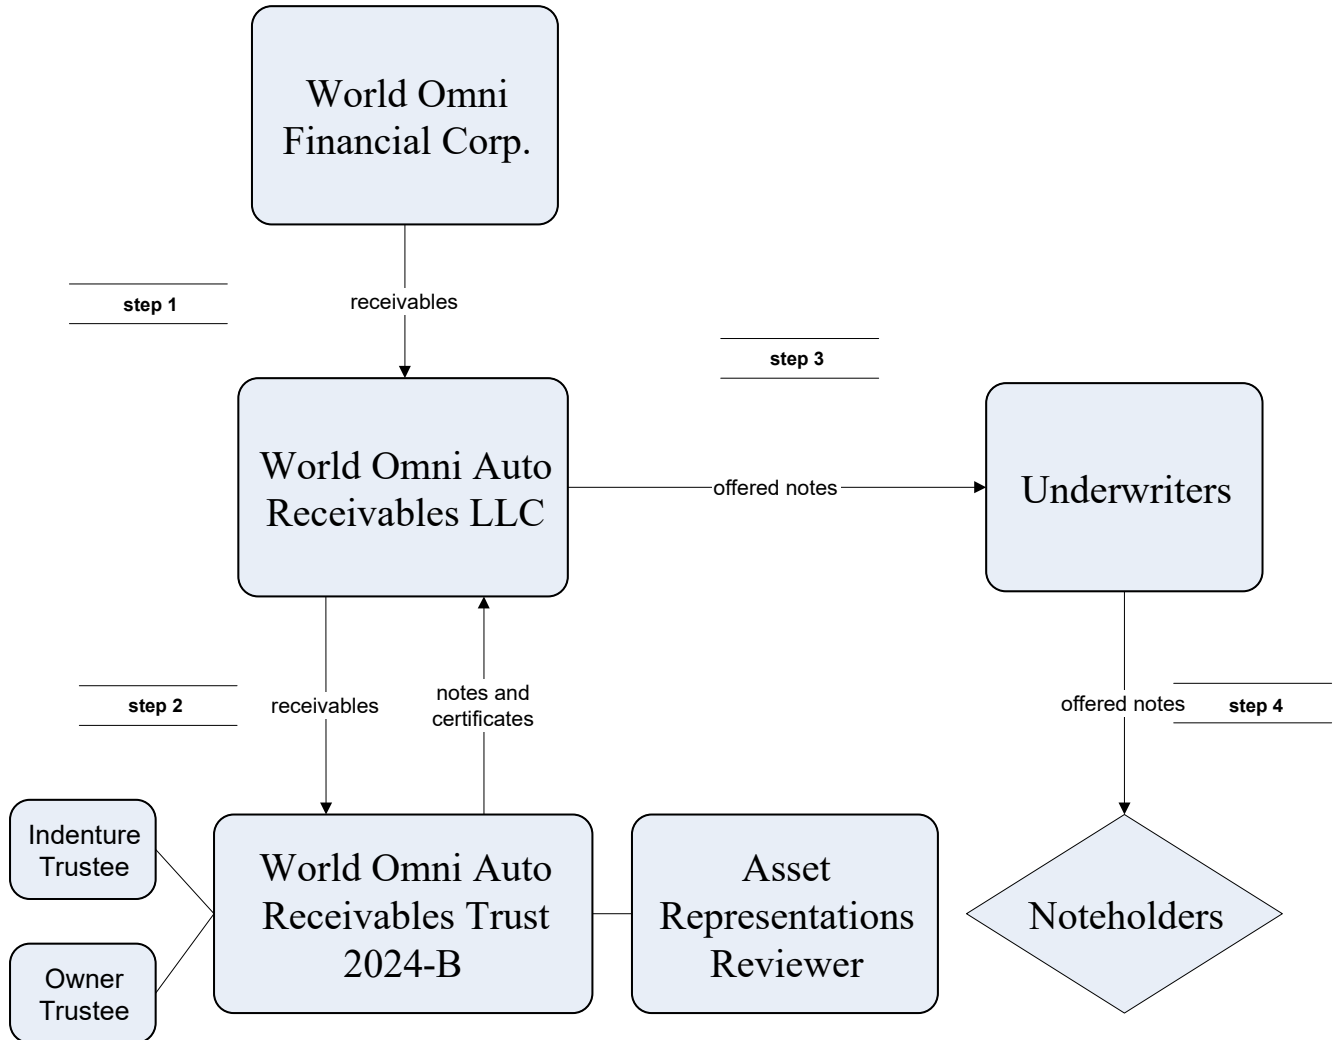 World Omni
Financial Corp.
step 1
receivables
step 3
World Omni Auto
Receivables LLC
offered notes
Underwriters
step 2
receivables
notes and
certificates
offered notes
step 4
Indenture
Trustee
Owner
Trustee
World Omni Auto
Receivables Trust
2024-B
Asset
Representations
Reviewer
Noteholders